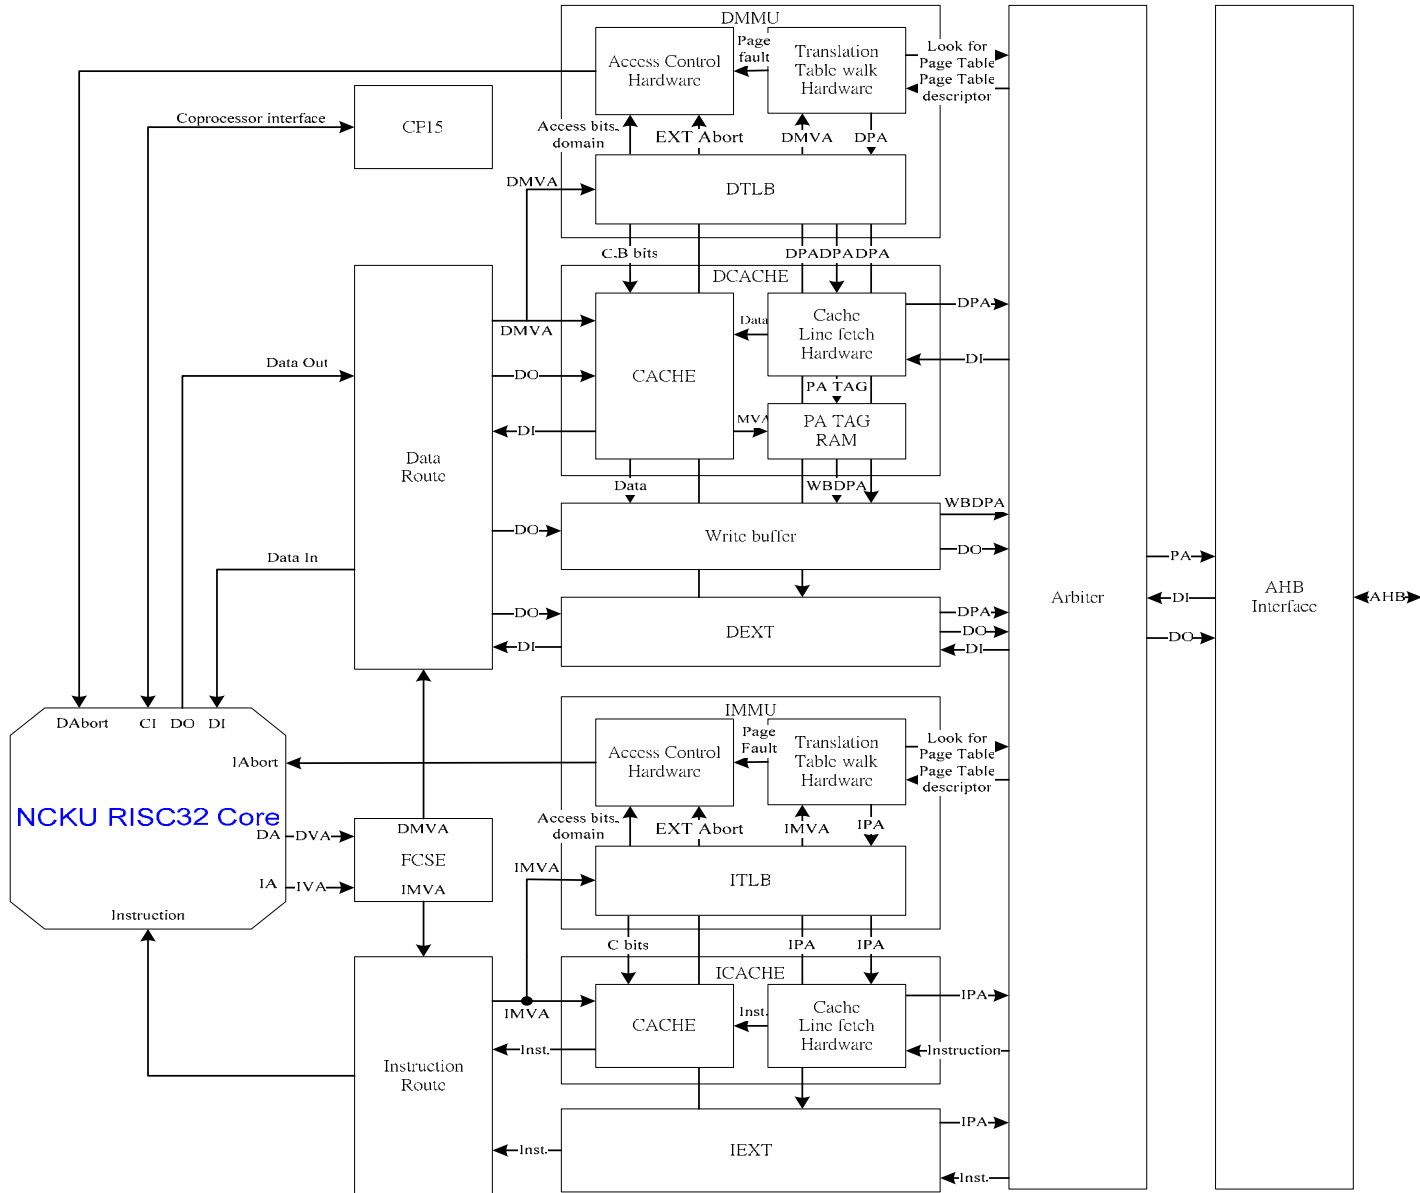 DMMU
Access Control
Hardware
Page
fault
Translation
Table walk
Hardware
Look for
Page Table
Page Table
descriptor
Coprocessor interface
CP15
Access bits.
domain
EXT Abort
DMVA
DPA
DMVA
DTLB
C.B bits
DPA
DPA
DPA
DCACHE
DMVA
CACHE
Data
Cache
Line fetch
Hardware
DPA
DI
Data Out
DO
PA TAG
DI
MVA
PA TAG
RAM
Data
Route
Data
WBDPA
WBDPA
DO
Write buffer
DO
Data In
PA
DI
DO
Arbiter
AHB
Interface
AHB
DO
DI
DEXT
DPA
DO
DI
DAbort
CI
DO
DI
IAbort
NCKU RISC32 Core
DA
DVA
IA
IVA
Instruction
DMVA
FCSE
IMVA
IMMU
Access Control
Hardware
Page
Fault
Translation
Table walk
Hardware
Look for
Page Table
Page Table
descriptor
Access bits.
domain
EXT Abort
IMVA
IPA
IMVA
ITLB
C bits
IPA
IPA
ICACHE
IMVA
CACHE
Inst.
Cache
Line fetch
Hardware
IPA
Instruction
Inst.
Instruction
Route
Inst.
IEXT
IPA
Inst.